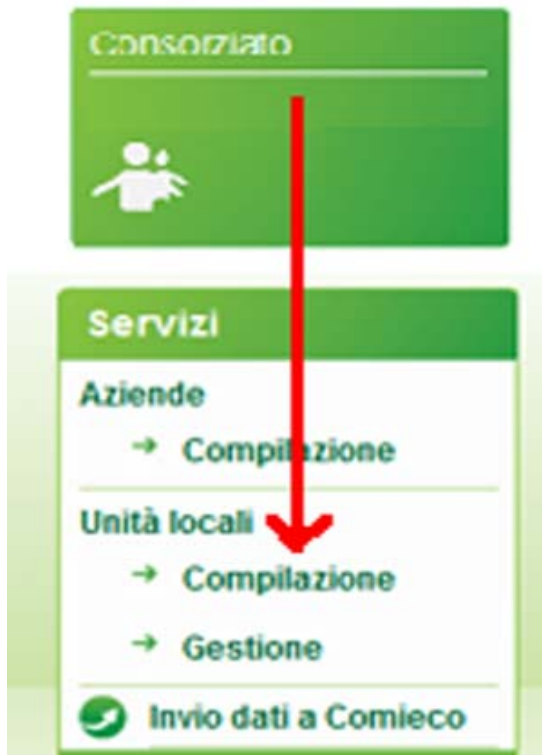 Consorziato
Servizi
Aziende
Compilazione
Unità locali
Compilazione
Gestione
Invio dati a Comieco